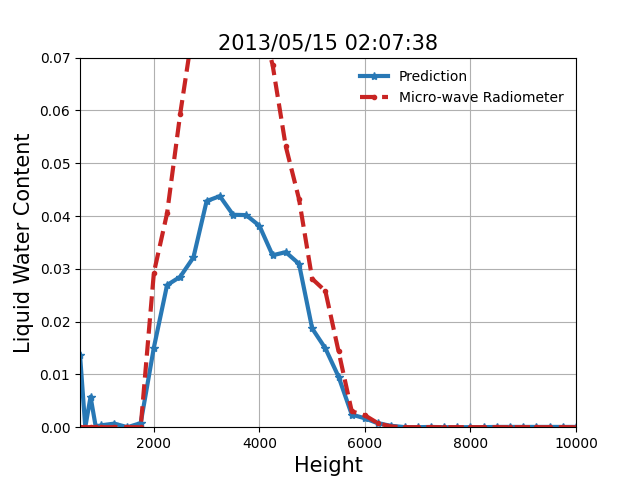 2013/05/15 02:07:38
0.07
0.06
0.05
0.04
0.03
0.02
0.01
0.00
Liquid Water Content
Prediction
Micro-wave Radiometer
2000 4000 6000 8000 10000
Height